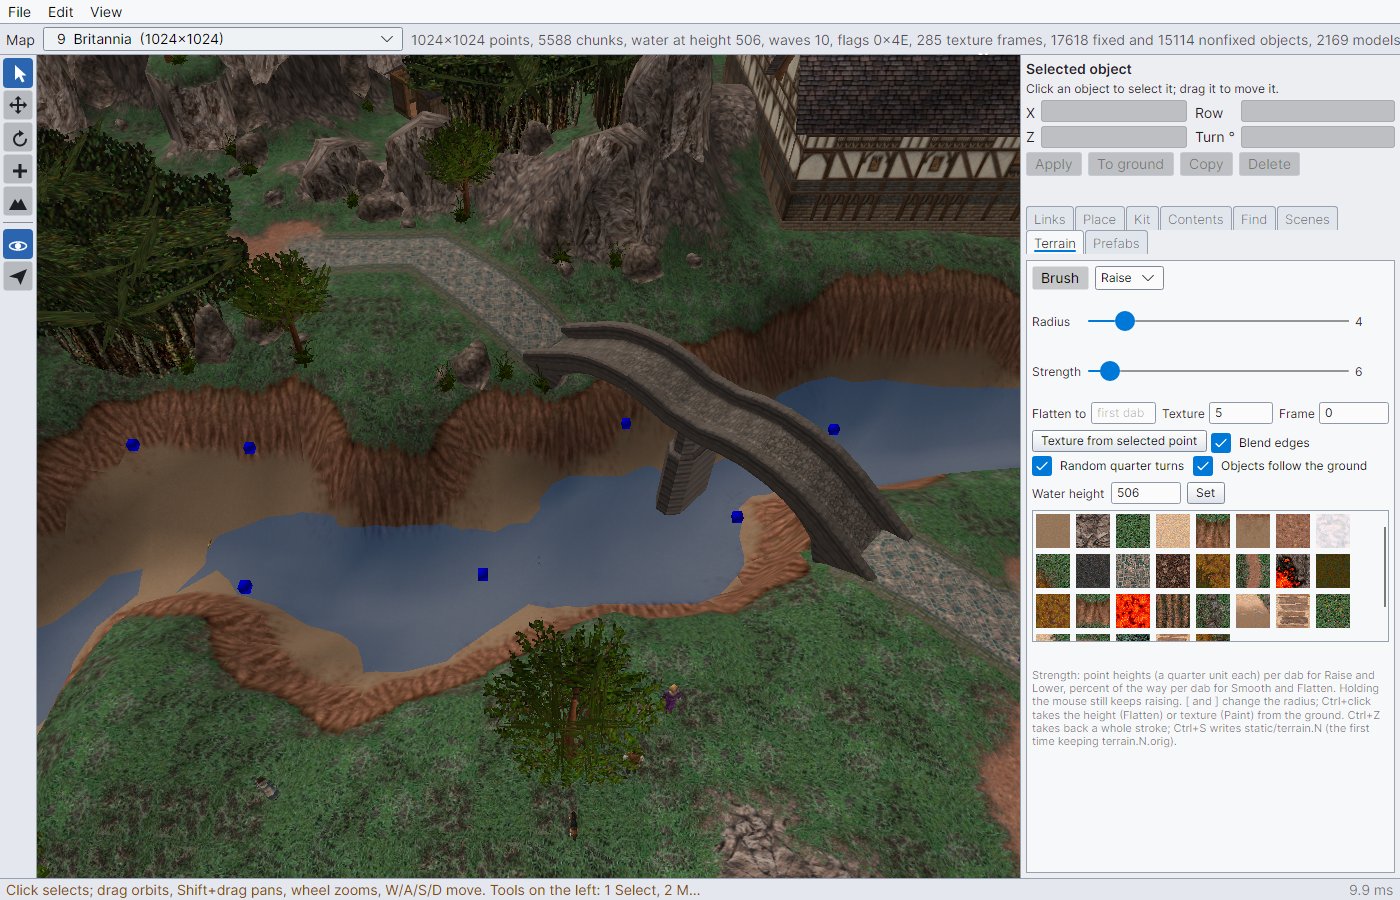 File Edit View
Map 9 Britannia (1024×1024) 1024×1024 points, 5588 chunks, water at height 506, waves 10, flags 0×4E, 285 texture frames, 17618 fixed and 15114 nonfixed objects, 2169 models
Selected object
Click an object to select it; drag it to move it.
X Row
Z Turn °
Apply To ground Copy Delete
Links Place Kit Contents Find Scenes
Terrain Prefabs
Brush Raise
Radius 4
Strength 6
Flatten to first dab Texture 5 Frame 0
Texture from selected point Blend edges
Random quarter turns Objects follow the ground
Water height 506 Set
Strength: point heights (a quarter unit each) per dab for Raise and
Lower, percent of the way per dab for Smooth and Flatten. Holding
the mouse still keeps raising. [ and ] change the radius; Ctrl+click
takes the height (Flatten) or texture (Paint) from the ground. Ctrl+Z
takes back a whole stroke; Ctrl+S writes static/terrain.N (the first
time keeping terrain.N.orig).
Click selects; drag orbits, Shift+drag pans, wheel zooms, W/A/S/D move. Tools on the left: 1 Select, 2 M... 9.9 ms